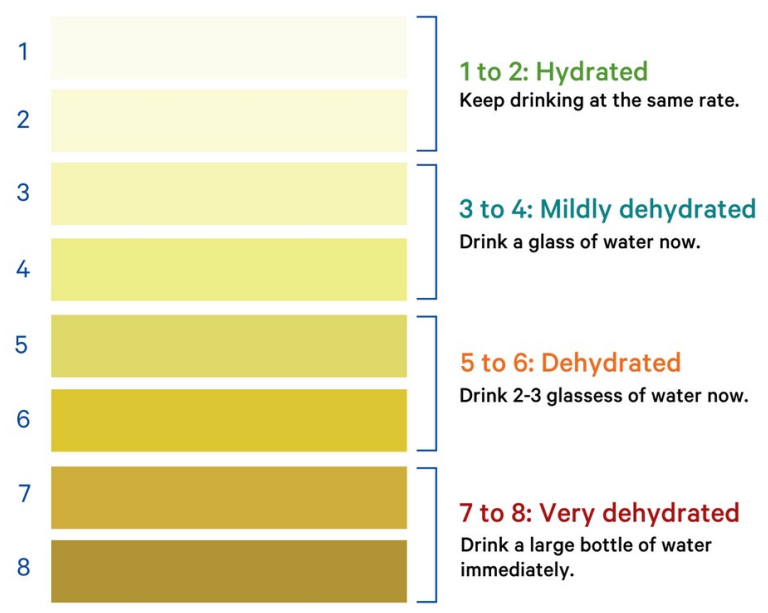 1
2
1 to 2: Hydrated
Keep drinking at the same rate.
3
4
3 to 4: Mildly dehydrated
Drink a glass of water now.
5
6
5 to 6: Dehydrated
Drink 2-3 glassess of water now.
7
8
7 to 8: Very dehydrated
Drink a large bottle of water
immediately.